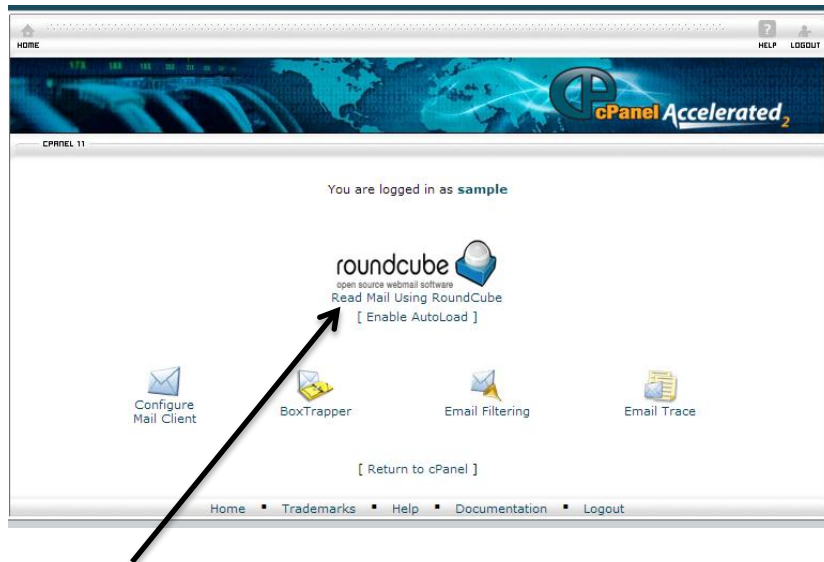 HOME
HELP LOGOUT
cPanel Accelerated 2
CPANEL 11
You are logged in as sample
roundcube
open source webmail software
Read Mail Using RoundCube
[ Enable AutoLoad ]
Configure
Mail Client
BoxTrapper
Email Filtering
Email Trace
[ Return to cPanel ]
Home ▪ Trademarks ▪ Help ▪ Documentation ▪ Logout